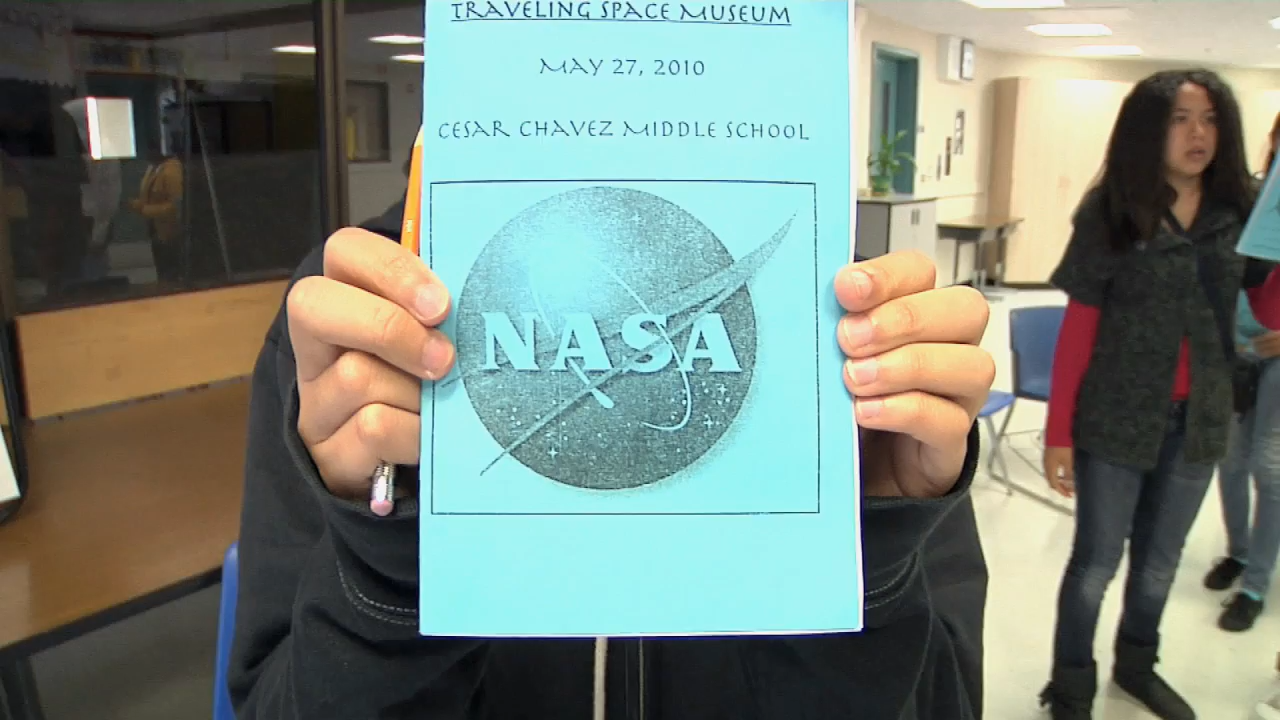 TRAVELING SPACE MUSEUM
MAY 27, 2010
CESAR CHAVEZ MIDDLE SCHOOL
NASA